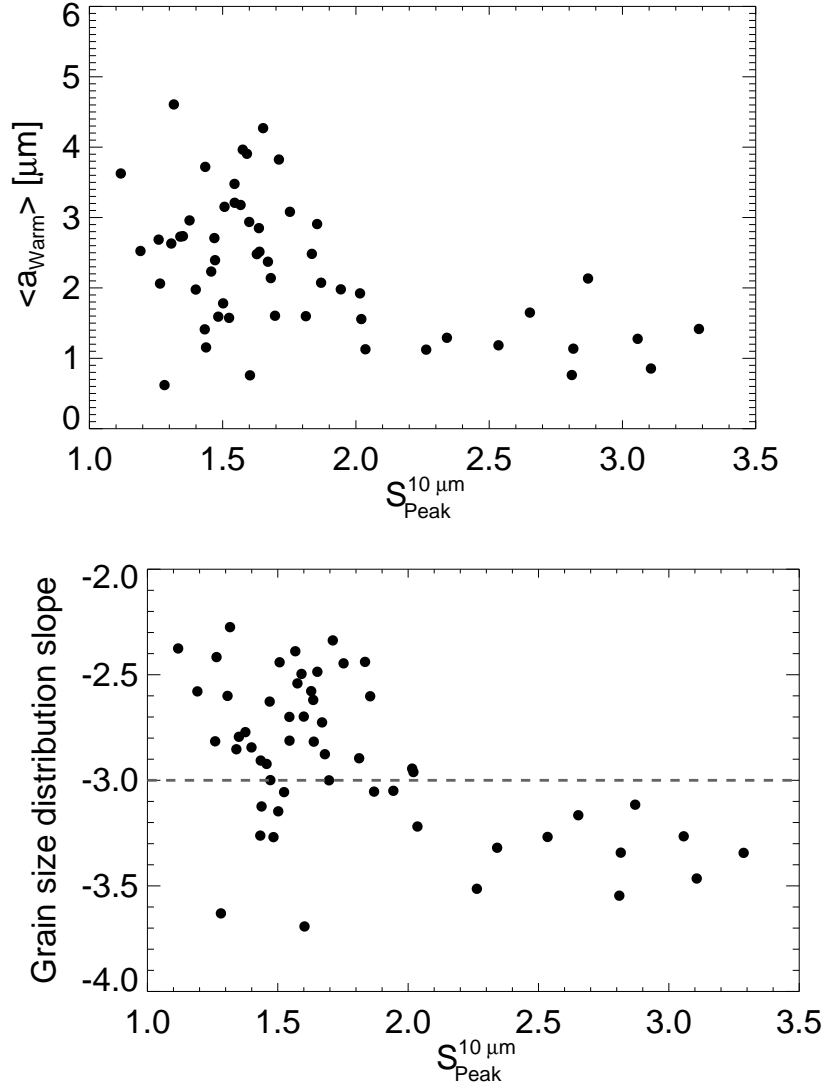 6
5
4
3
2
1
0
<a_Warm> [μm]
1.0 1.5 2.0 2.5 3.0 3.5
S_Peak^10 μm
-2.0
-2.5
-3.0
-3.5
-4.0
Grain size distribution slope
1.0 1.5 2.0 2.5 3.0 3.5
S_Peak^10 μm